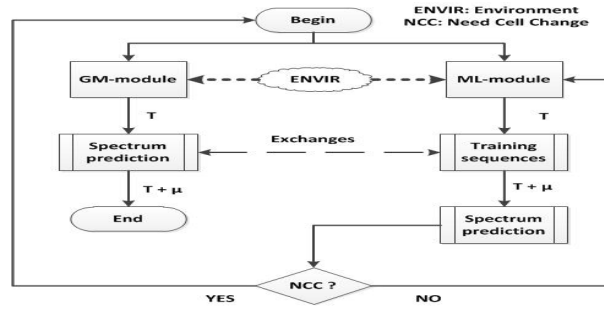 Begin
ENVIR: Environment
NCC: Need Cell Change
GM-module
ENVIR
ML-module
T
T
Spectrum
prediction
Exchanges
Training
sequences
T + μ
T + μ
End
Spectrum
prediction
NCC ?
YES
NO